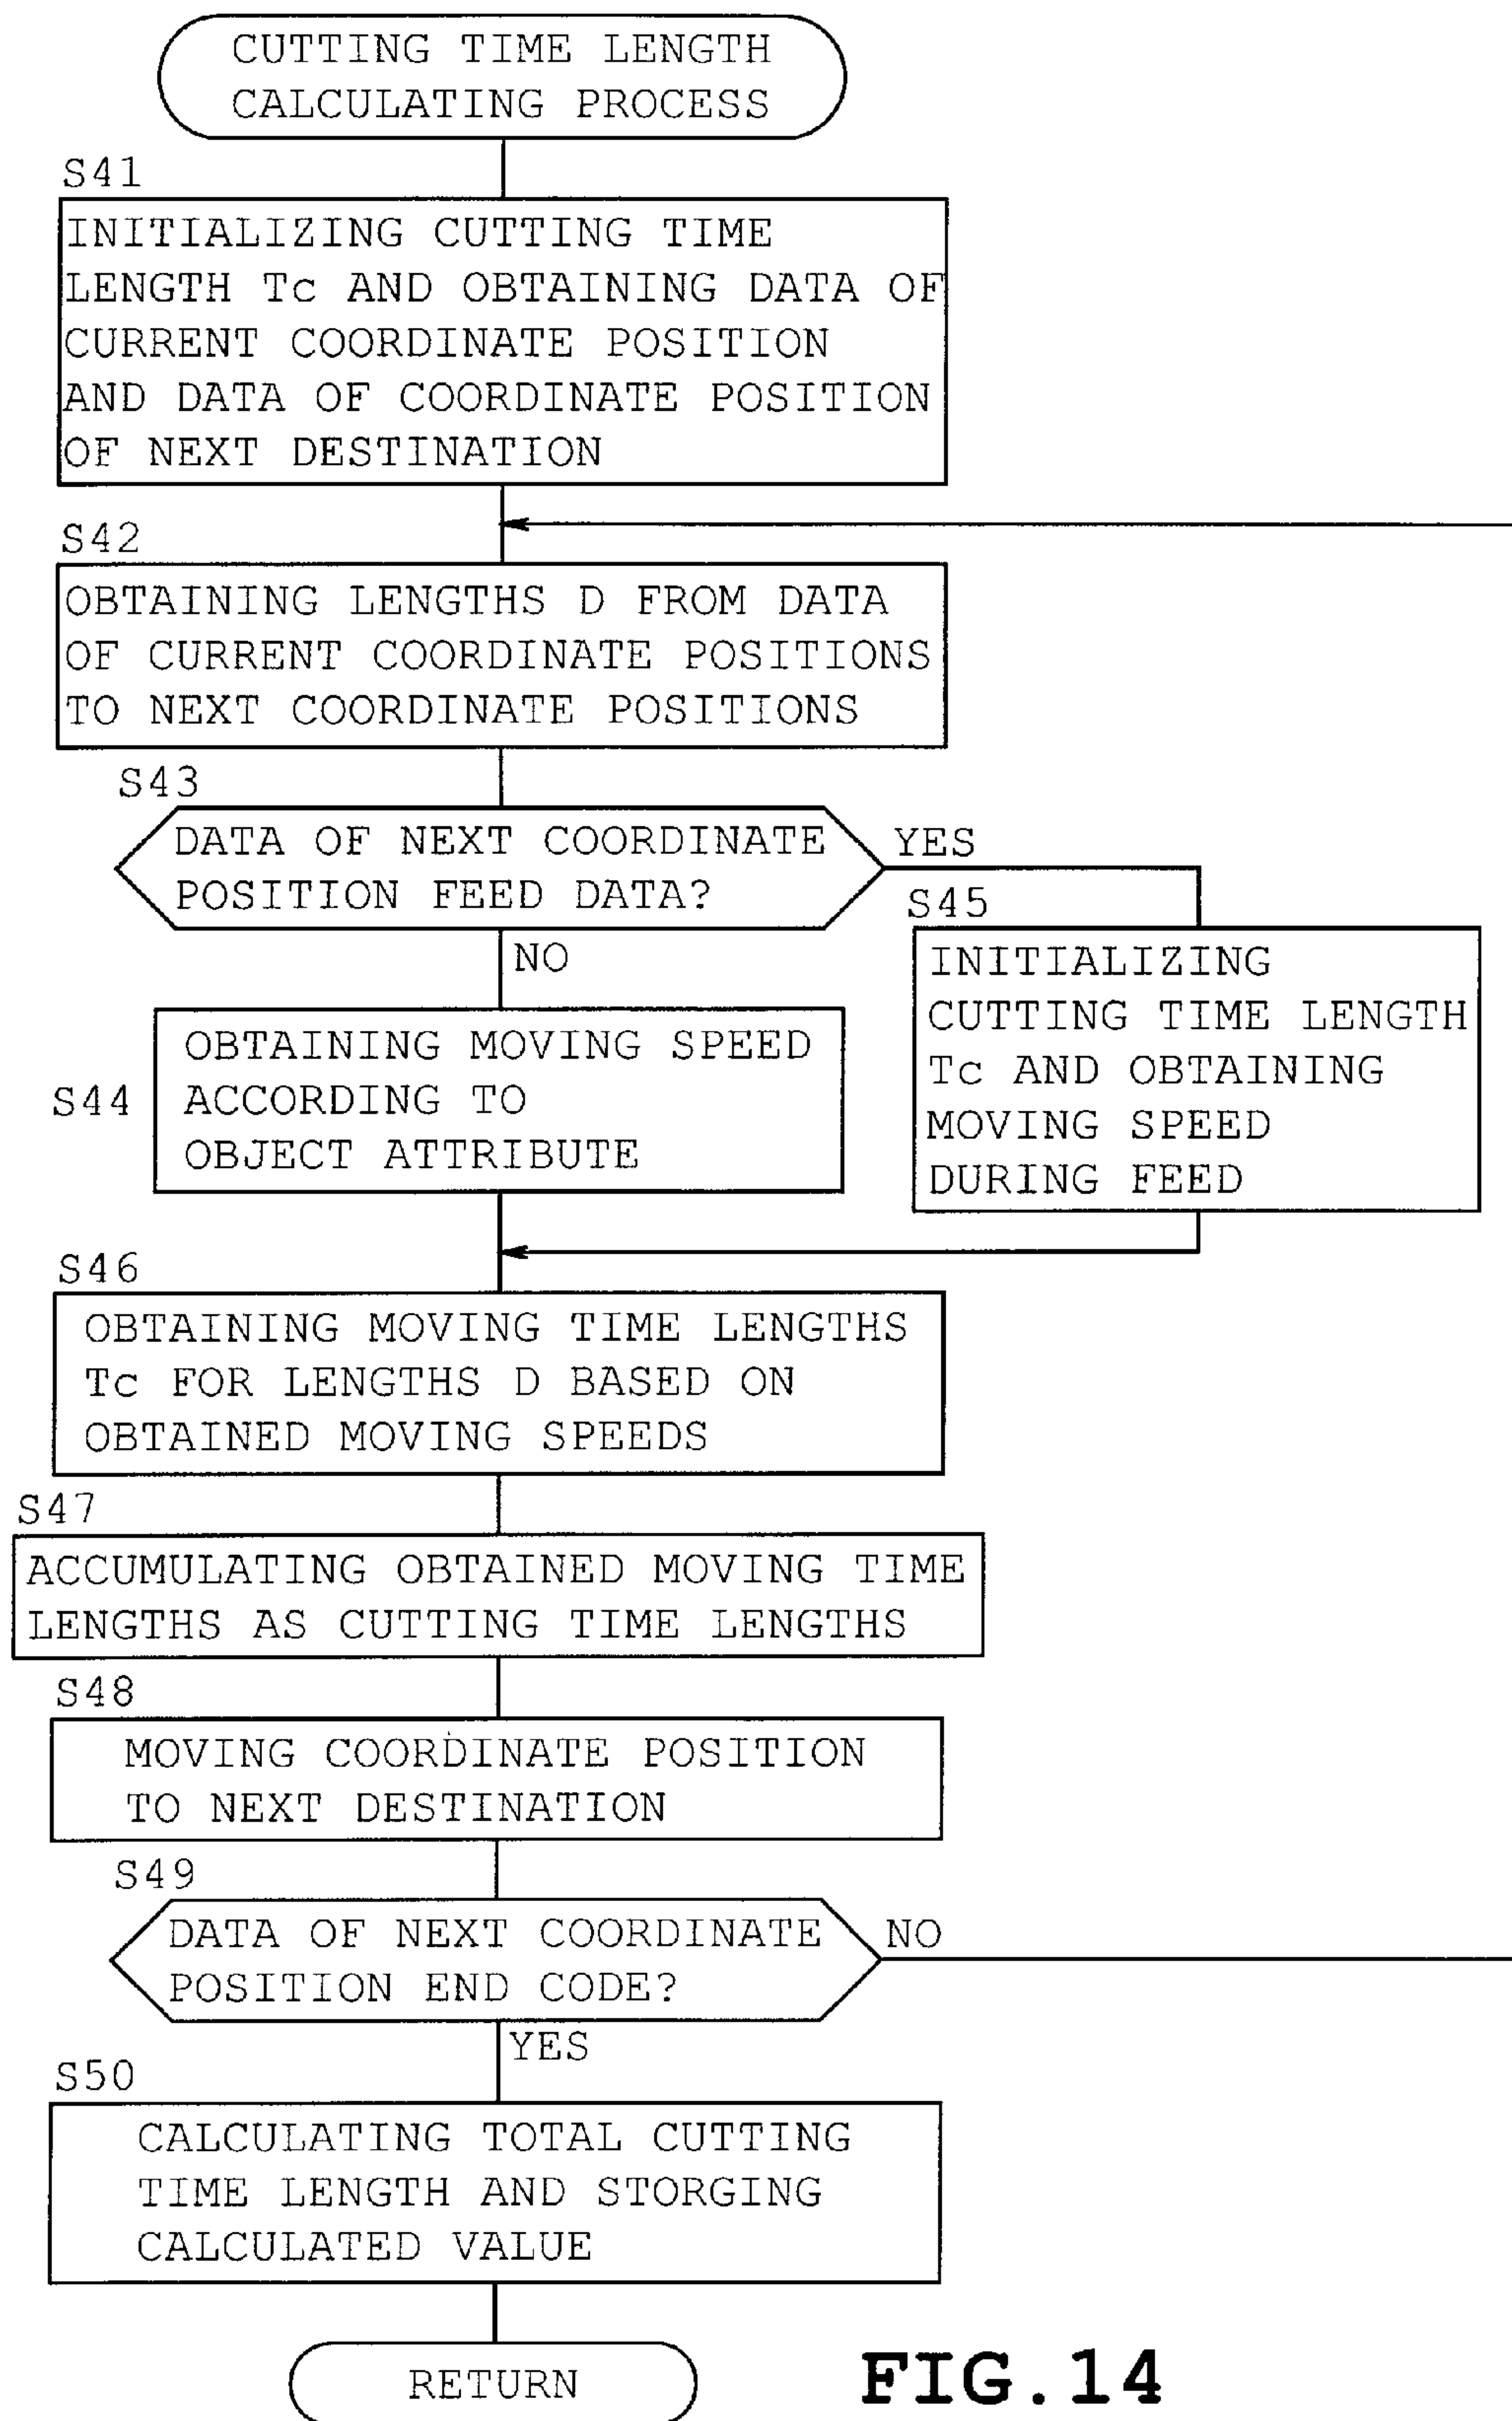 CUTTING TIME LENGTH
CALCULATING PROCESS
S41
INITIALIZING CUTTING TIME
LENGTH Tc AND OBTAINING DATA OF
CURRENT COORDINATE POSITION
AND DATA OF COORDINATE POSITION
OF NEXT DESTINATION
S42
OBTAINING LENGTHS D FROM DATA
OF CURRENT COORDINATE POSITIONS
TO NEXT COORDINATE POSITIONS
S43
DATA OF NEXT COORDINATE
POSITION FEED DATA?
YES
NO
S45
INITIALIZING
CUTTING TIME LENGTH
Tc AND OBTAINING
MOVING SPEED
DURING FEED
S44
OBTAINING MOVING SPEED
ACCORDING TO
OBJECT ATTRIBUTE
S46
OBTAINING MOVING TIME LENGTHS
Tc FOR LENGTHS D BASED ON
OBTAINED MOVING SPEEDS
S47
ACCUMULATING OBTAINED MOVING TIME
LENGTHS AS CUTTING TIME LENGTHS
S48
MOVING COORDINATE POSITION
TO NEXT DESTINATION
S49
DATA OF NEXT COORDINATE
POSITION END CODE?
NO
YES
S50
CALCULATING TOTAL CUTTING
TIME LENGTH AND STORGING
CALCULATED VALUE
RETURN
FIG.14